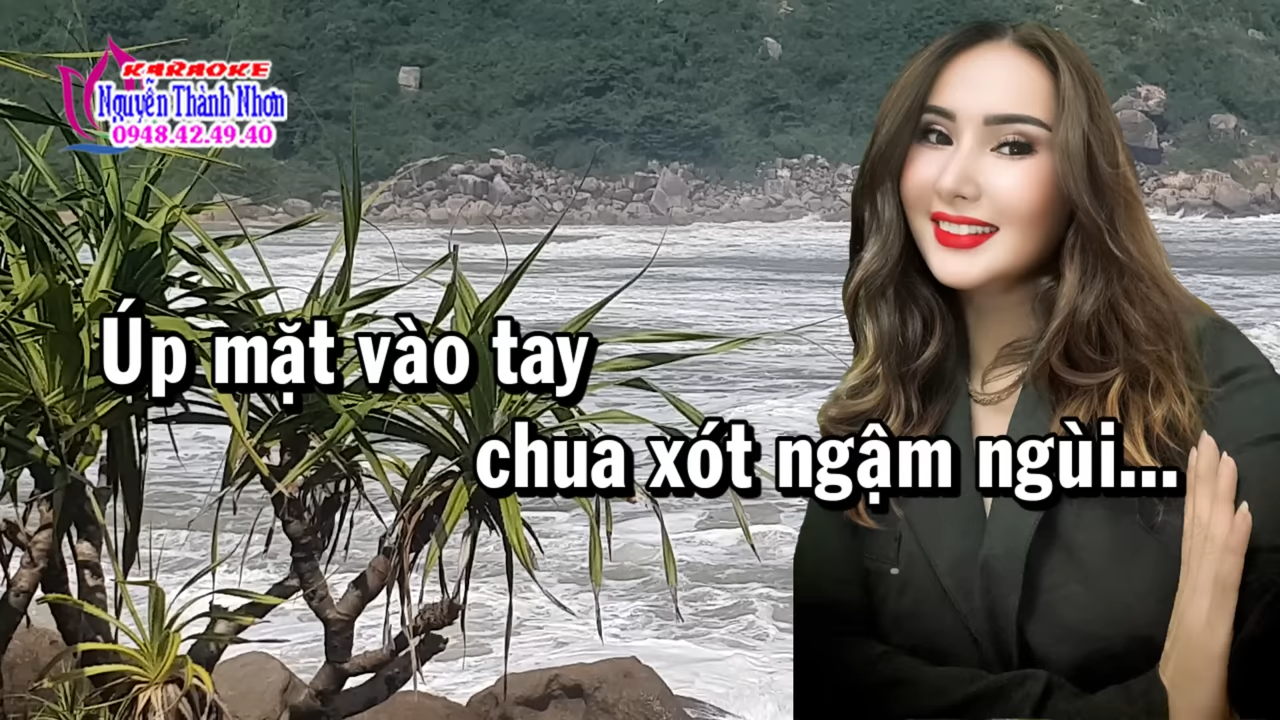 KARAOKE
Nguyễn Thành Nhơn
0948.42.49.40
Úp mặt vào tay
chua xót ngậm ngùi...